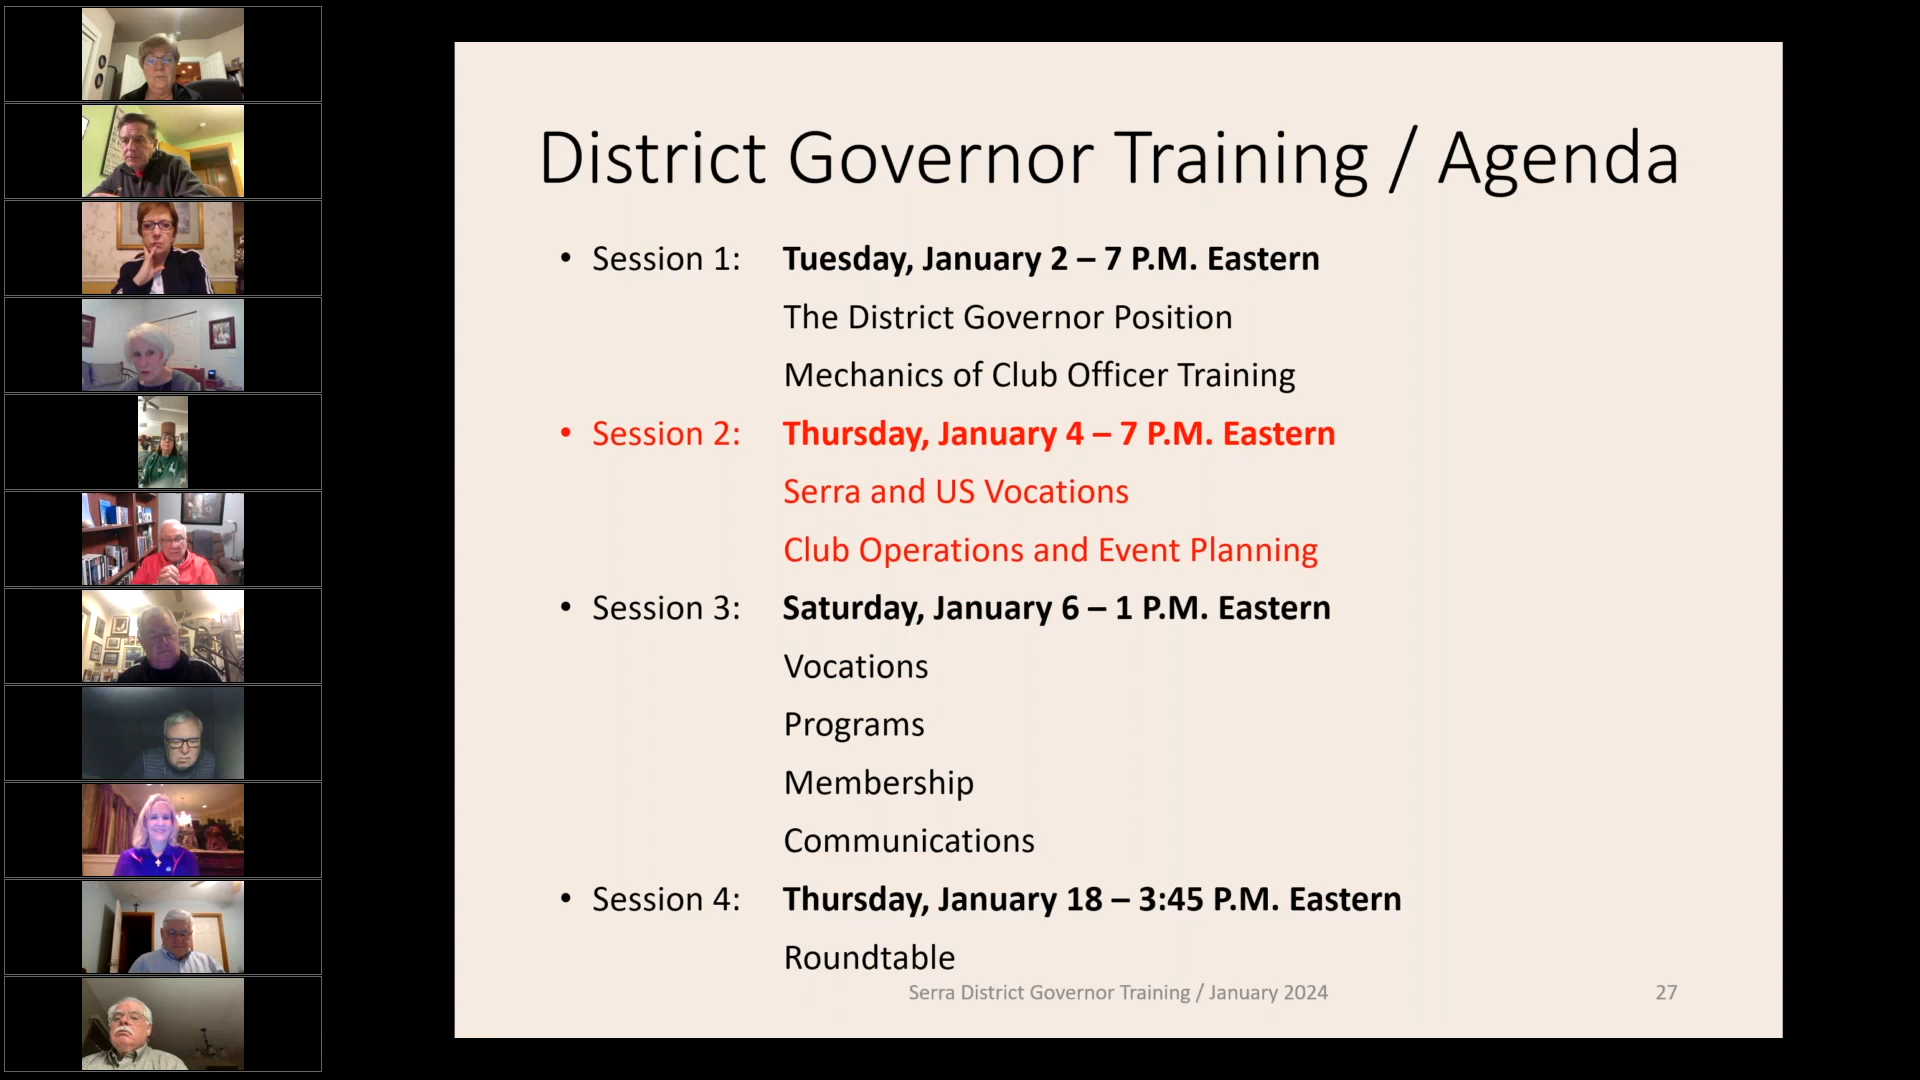 District Governor Training / Agenda
• Session 1: Tuesday, January 2 – 7 P.M. Eastern
The District Governor Position
Mechanics of Club Officer Training
• Session 2: Thursday, January 4 – 7 P.M. Eastern
Serra and US Vocations
Club Operations and Event Planning
• Session 3: Saturday, January 6 – 1 P.M. Eastern
Vocations
Programs
Membership
Communications
• Session 4: Thursday, January 18 – 3:45 P.M. Eastern
Roundtable
Serra District Governor Training / January 2024 27